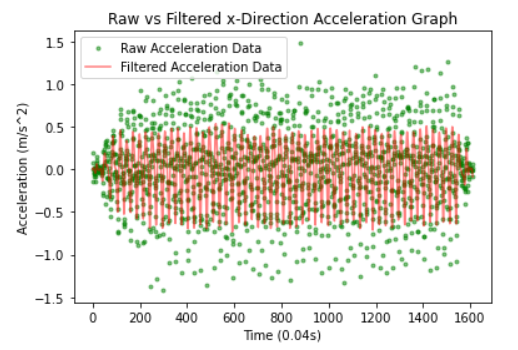 Raw vs Filtered x-Direction Acceleration Graph
Raw Acceleration Data
Filtered Acceleration Data
Acceleration (m/s^2)
1.5
1.0
0.5
0.0
−0.5
−1.0
−1.5
0 200 400 600 800 1000 1200 1400 1600
Time (0.04s)